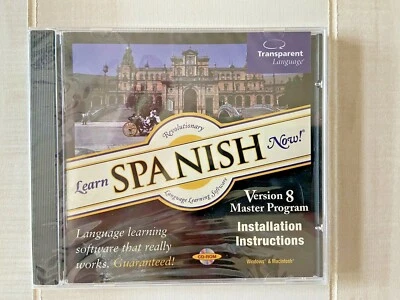 Transparent
Language®
Revolutionary
Learn SPANISH Now!®
Language Learning Software
Version 8
Master Program
Language learning
software that really
works. Guaranteed!
Installation
Instructions
CD-ROM
Windows® & Macintosh®